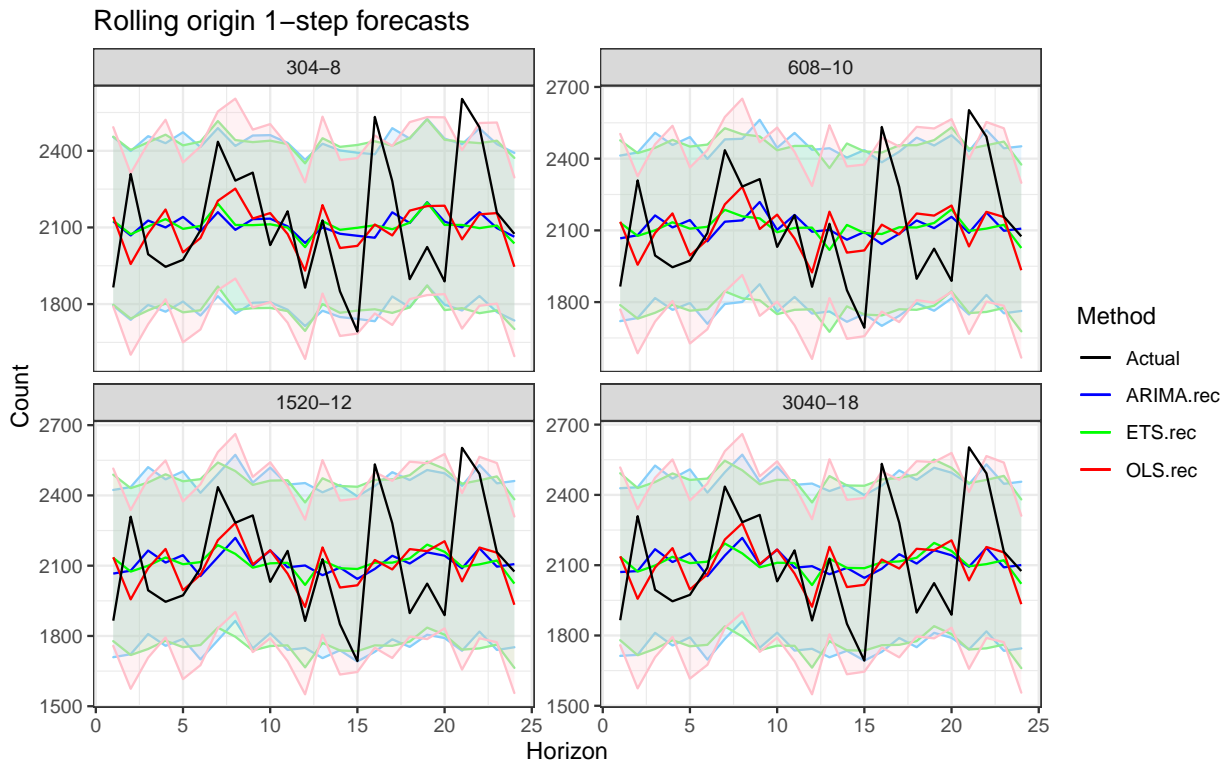 Rolling origin 1−step forecasts
304−8
608−10
2700
2400
2400
2100
2100
1800
1800
Count
1520−12
3040−18
2700
2700
2400
2400
2100
2100
1800
1800
1500
1500
0 5 10 15 20 25
0 5 10 15 20 25
Horizon
Method
Actual
ARIMA.rec
ETS.rec
OLS.rec